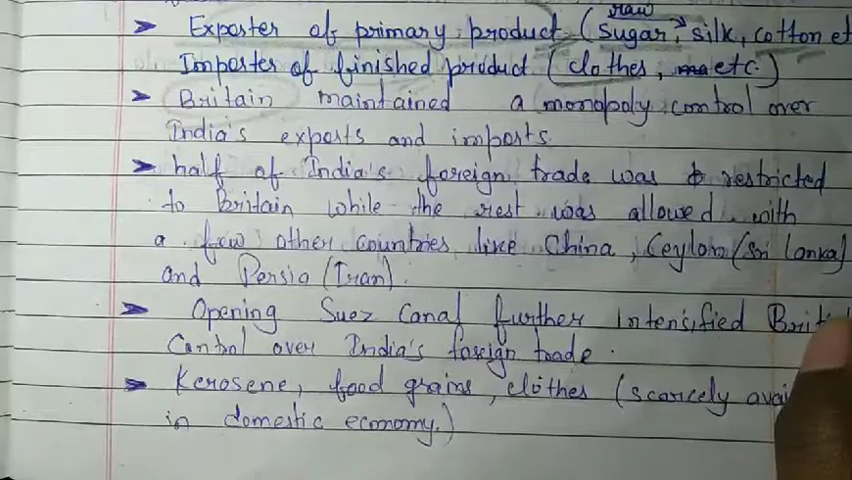 ➤ Exporter of primary product (raw sugar, silk, cotton et
Importer of finished product (clothes, etc.)
➤ Britain maintained a monopoly control over
India's exports and imports.
➤ half of India's foreign trade was restricted
to Britain while the rest was allowed with
a few other countries like China, Ceylon (Sri Lanka)
and Persia (Iran).
➤ Opening Suez Canal further intensified
Control over India's foreign trade.
➤ Kerosene, food grains, clothes (scarcely avai
in domestic economy.)